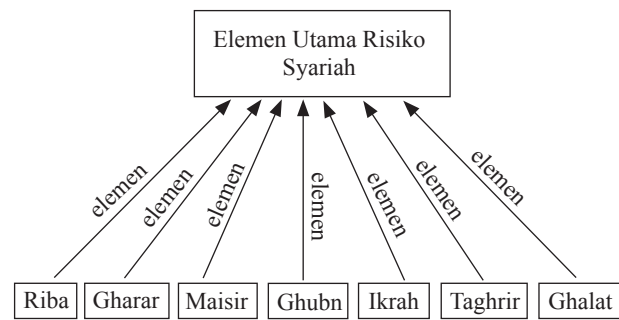 Elemen Utama Risiko
Syariah
elemen
elemen
elemen
elemen
elemen
elemen
elemen
Riba
Gharar
Maisir
Ghubn
Ikrah
Taghrir
Ghalat